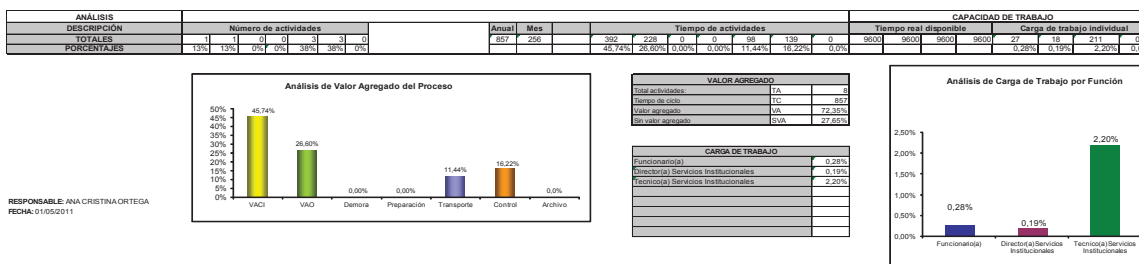 ANÁLISIS CAPACIDAD DE TRABAJO
DESCRIPCIÓN Número de actividades Anual Mes Tiempo de actividades Tiempo real disponible Carga de trabajo individual
TOTALES 1 1 0 0 3 3 0 857 256 392 228 0 0 98 139 0 9600 9600 9600 9600 27 18 211
PORCENTAJES 13% 13% 0% 0% 38% 38% 0% 45,74% 26,60% 0,00% 0,00% 11,44% 16,22% 0,0% 0,28% 0,19% 2,20%
Análisis de Valor Agregado del Proceso
50%
45%
40%
35%
30%
25%
20%
15%
10%
5%
0%
45,74%
26,60%
0,00%
0,00%
11,44%
16,22%
0,0%
VACI VAO Demora Preparación Transporte Control Archivo
RESPONSABLE: ANA CRISTINA ORTEGA
FECHA: 01/05/2011
VALOR AGREGADO
Total actividades: TA 8
Tiempo de ciclo TC 857
Valor agregado VA 72,35%
Sin valor agregado SVA 27,65%
CARGA DE TRABAJO
Funcionario(a) 0,28%
Director(a) Servicios Institucionales 0,19%
Tecnico(a) Servicios Institucionales 2,20%
Análisis de Carga de Trabajo por Función
2,50%
2,00%
1,50%
1,00%
0,50%
0,00%
0,28%
0,19%
2,20%
Funcionario(a) Director(a)Servicios Tecnico(a)Servicios
Institucionales Institucionales